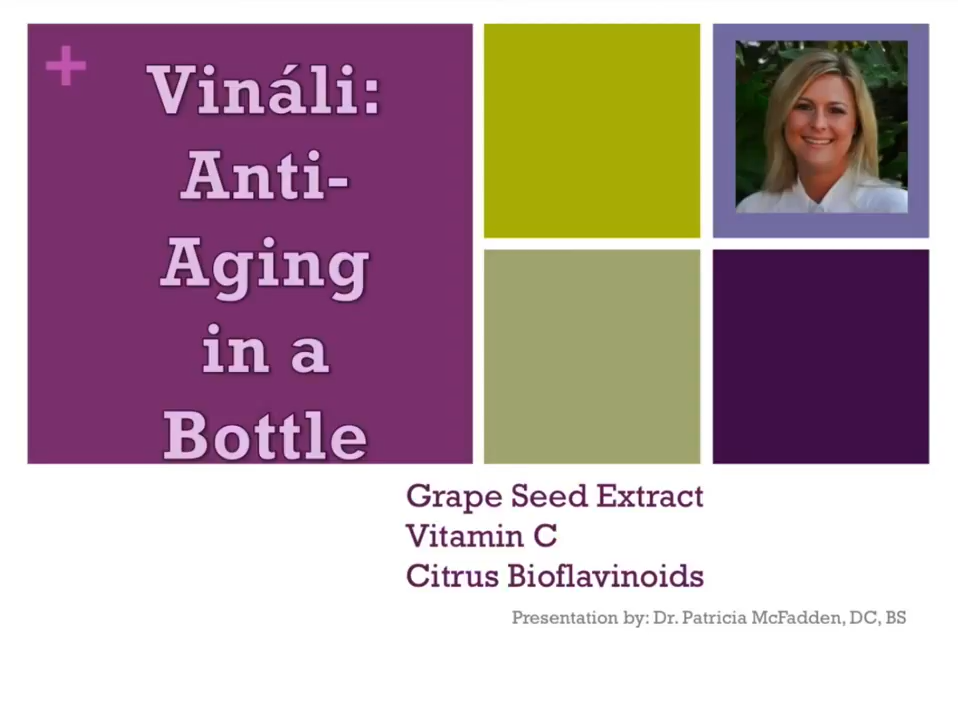 +
Vináli:
Anti-
Aging
in a
Bottle
Grape Seed Extract
Vitamin C
Citrus Bioflavinoids
Presentation by: Dr. Patricia McFadden, DC, BS